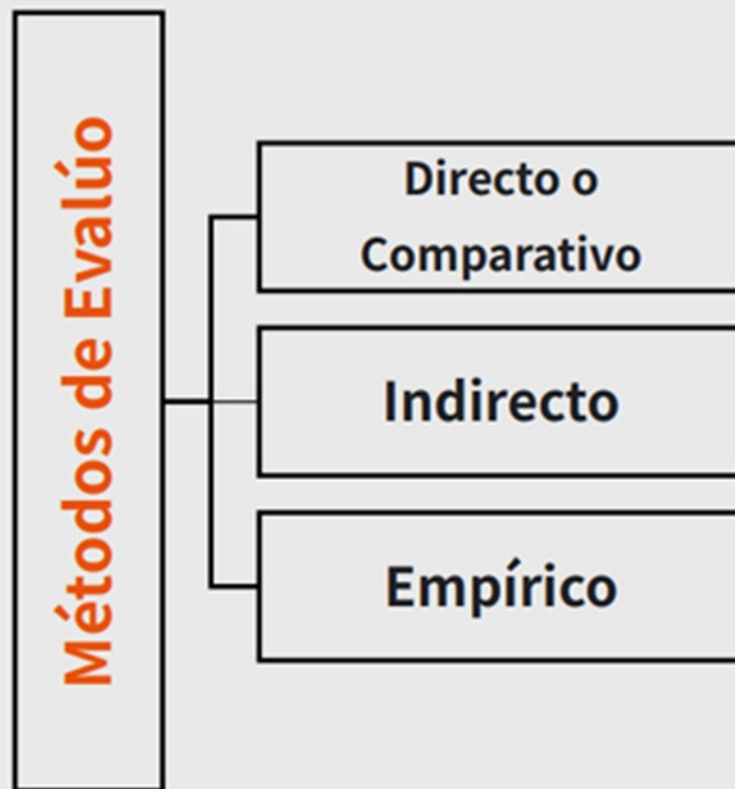 Métodos de Evalúo
Directo o
Comparativo
Indirecto
Empírico